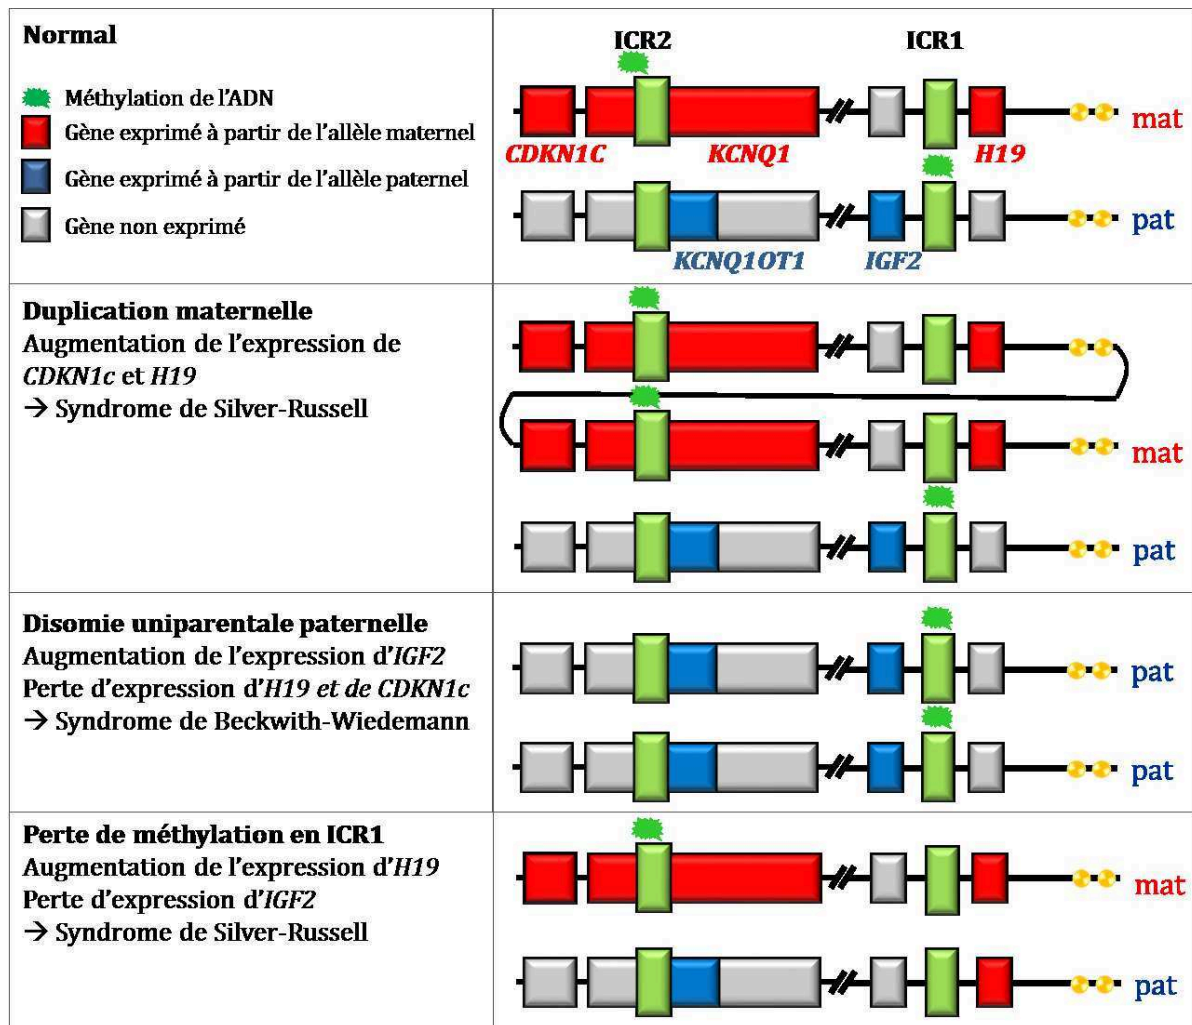 Normal
Méthylation de l'ADN
Gène exprimé à partir de l'allèle maternel
Gène exprimé à partir de l'allèle paternel
Gène non exprimé
ICR2
ICR1
mat
CDKN1C
KCNQ1
H19
pat
KCNQ1OT1
IGF2
Duplication maternelle
Augmentation de l'expression de
CDKN1c et H19
→ Syndrome de Silver-Russell
mat
pat
Disomie uniparentale paternelle
Augmentation de l'expression d'IGF2
Perte d'expression d'H19 et de CDKN1c
→ Syndrome de Beckwith-Wiedemann
pat
pat
Perte de méthylation en ICR1
Augmentation de l'expression d'H19
Perte d'expression d'IGF2
→ Syndrome de Silver-Russell
mat
pat